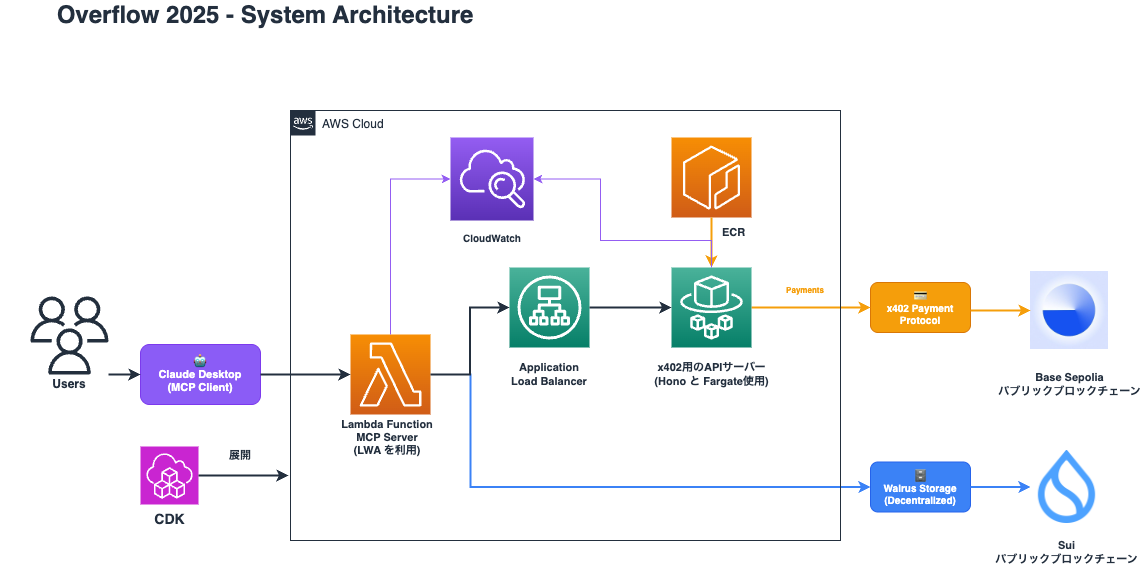 Overflow 2025 - System Architecture
aws
AWS Cloud
CloudWatch
ECR
Payments
x402 Payment
Protocol
Users
Claude Desktop
(MCP Client)
Application
Load Balancer
x402用のAPIサーバー
(Hono と Fargate使用)
Base Sepolia
パブリックブロックチェーン
Lambda Function
MCP Server
(LWA を利用)
展開
CDK
Walrus Storage
(Decentralized)
Sui
パブリックブロックチェーン